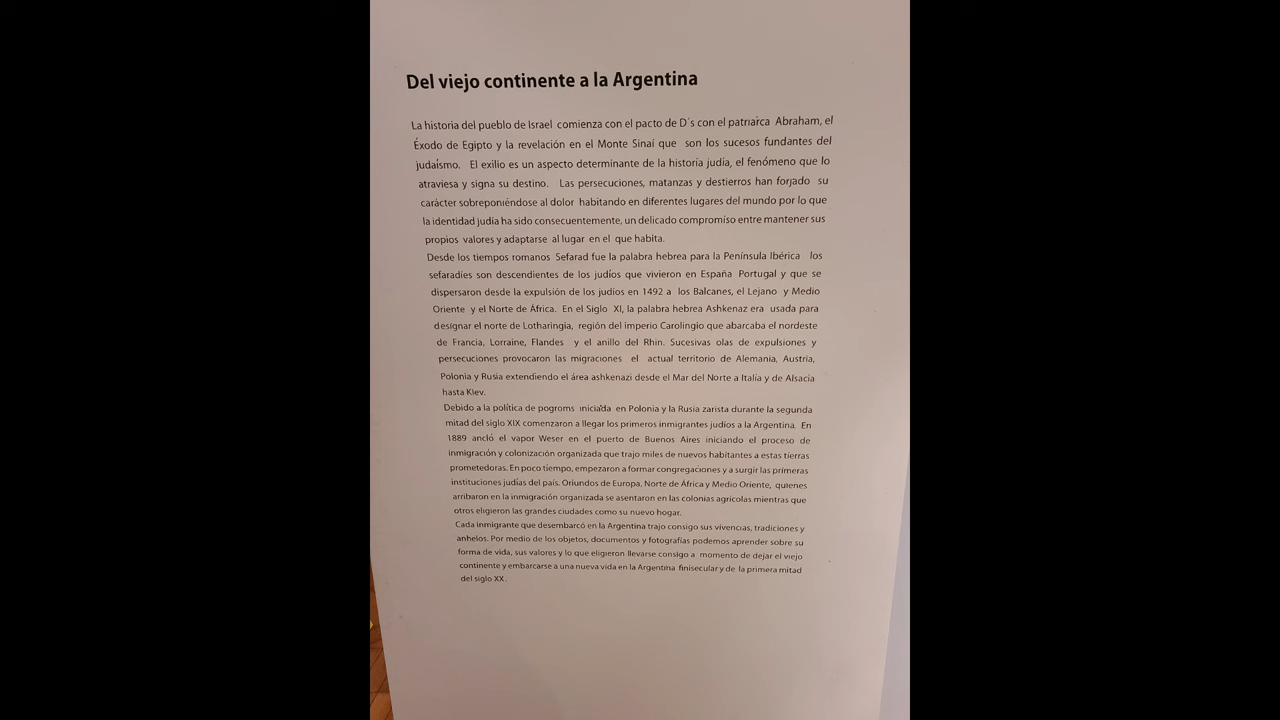 Del viejo continente a la Argentina
La historia del pueblo de Israel comienza con el pacto de D´s con el patriarca Abraham, el
Éxodo de Egipto y la revelación en el Monte Sinaí que son los sucesos fundantes del
judaísmo. El exilio es un aspecto determinante de la historia judía, el fenómeno que lo
atraviesa y signa su destino. Las persecuciones, matanzas y destierros han forjado su
carácter sobreponiéndose al dolor habitando en diferentes lugares del mundo por lo que
la identidad judía ha sido consecuentemente, un delicado compromiso entre mantener sus
propios valores y adaptarse al lugar en el que habita.
Desde los tiempos romanos Sefarad fue la palabra hebrea para la Península Ibérica los
sefaradíes son descendientes de los judíos que vivieron en España Portugal y que se
dispersaron desde la expulsión de los judíos en 1492 a los Balcanes, el Lejano y Medio
Oriente y el Norte de África. En el Siglo XI, la palabra hebrea Ashkenaz era usada para
designar el norte de Lotharingia, región del imperio Carolingio que abarcaba el nordeste
de Francia, Lorraine, Flandes y el anillo del Rhin. Sucesivas olas de expulsiones y
persecuciones provocaron las migraciones el actual territorio de Alemania, Austria,
Polonia y Rusia extendiendo el área ashkenazi desde el Mar del Norte a Italia y de Alsacia
hasta Kiev.
Debido a la política de pogroms iniciada en Polonia y la Rusia zarista durante la segunda
mitad del siglo XIX comenzaron a llegar los primeros inmigrantes judíos a la Argentina. En
1889 ancló el vapor Weser en el puerto de Buenos Aires iniciando el proceso de
inmigración y colonización organizada que trajo miles de nuevos habitantes a estas tierras
prometedoras. En poco tiempo, empezaron a formar congregaciones y a surgir las primeras
instituciones judías del país. Oriundos de Europa, Norte de África y Medio Oriente, quienes
arribaron en la inmigración organizada se asentaron en las colonias agrícolas mientras que
otros eligieron las grandes ciudades como su nuevo hogar.
Cada inmigrante que desembarcó en la Argentina trajo consigo sus vivencias, tradiciones y
anhelos. Por medio de los objetos, documentos y fotografías podemos aprender sobre su
forma de vida, sus valores y lo que eligieron llevarse consigo a momento de dejar el viejo
continente y embarcarse a una nueva vida en la Argentina finisecular y de la primera mitad
del siglo XX.